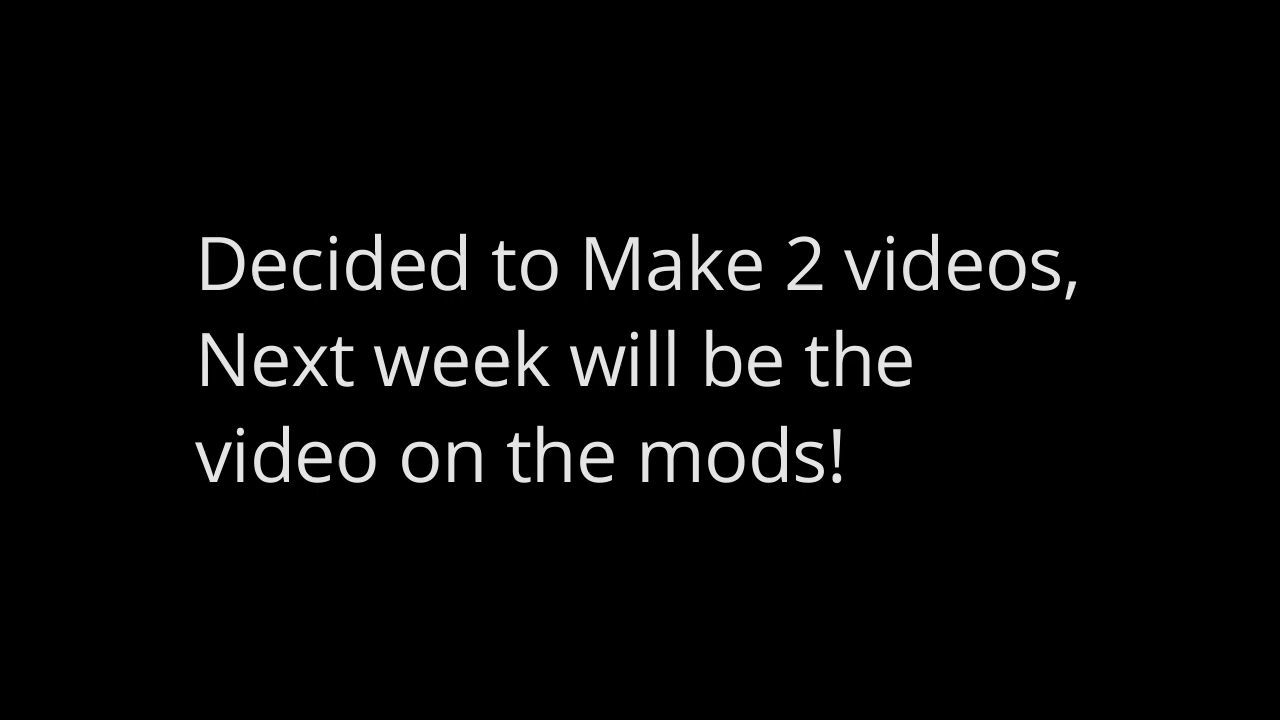 Decided to Make 2 videos,
Next week will be the
video on the mods!